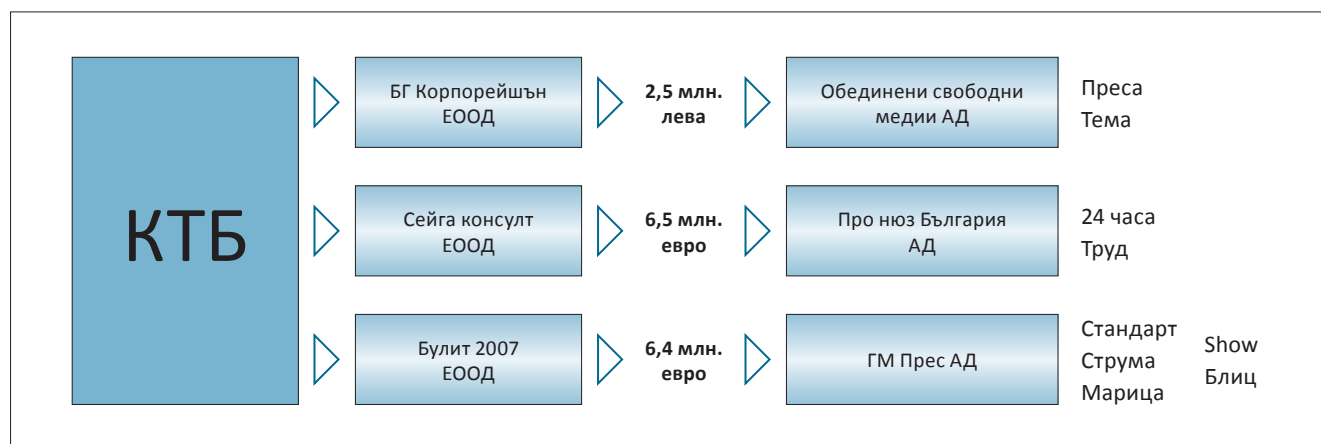 КТБ
БГ Корпорейшън
ЕООД
2,5 млн.
лева
Обединени свободни
медии АД
Преса
Тема
Сейга консулт
ЕООД
6,5 млн.
евро
Про нюз България
АД
24 часа
Труд
Булит 2007
ЕООД
6,4 млн.
евро
ГМ Прес АД
Стандарт
Струма
Марица
Show
Блиц